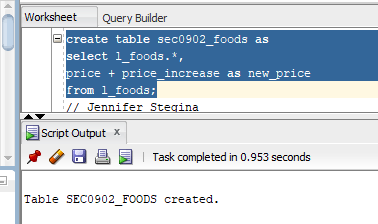 Worksheet Query Builder
create table sec0902_foods as
select l_foods.*,
price + price_increase as new_price
from l_foods;
// Jennifer Stegina
Script Output x
Task completed in 0.953 seconds
Table SEC0902_FOODS created.